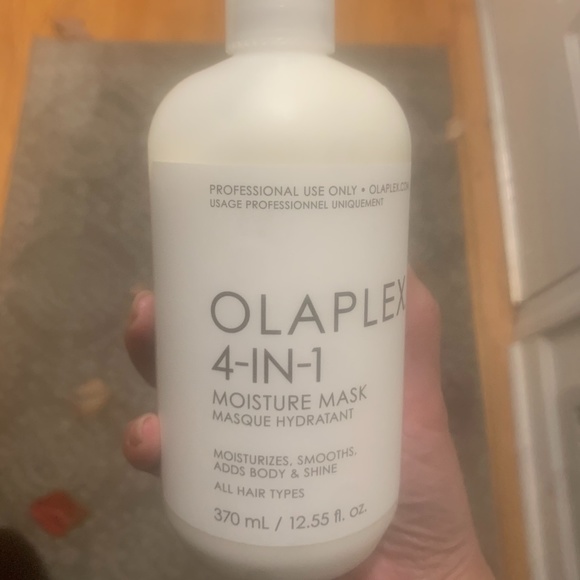 PROFESSIONAL USE ONLY • OLAPLEX.COM
USAGE PROFESSIONNEL UNIQUEMENT
OLAPLEX
4-IN-1
MOISTURE MASK
MASQUE HYDRATANT
MOISTURIZES, SMOOTHS,
ADDS BODY & SHINE
ALL HAIR TYPES
370 mL / 12.55 fl. oz.